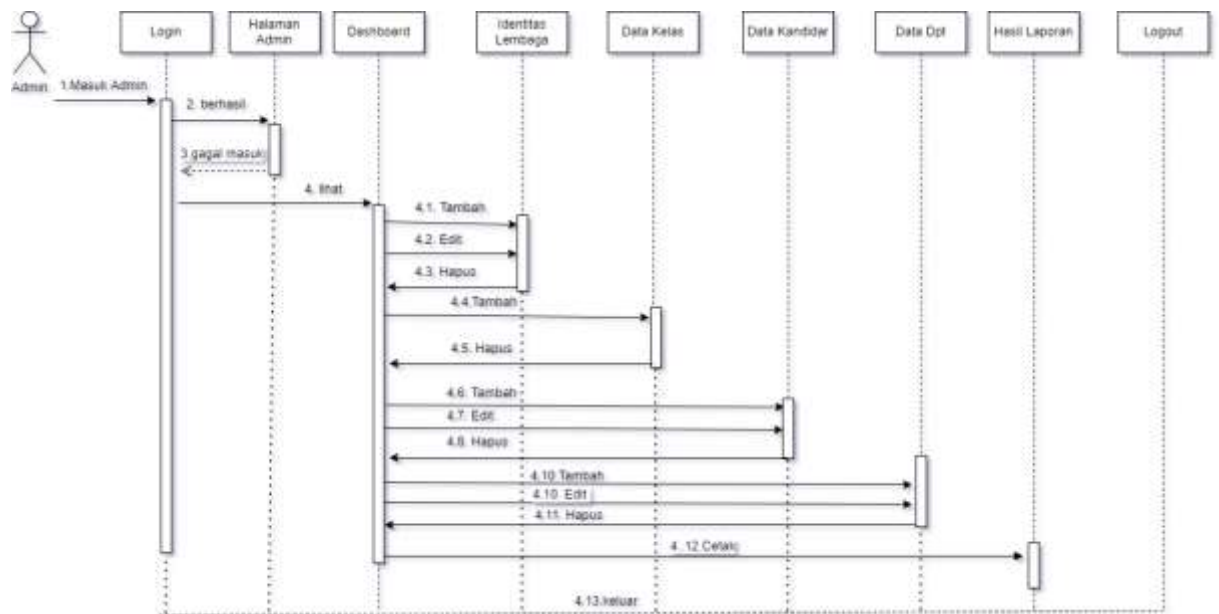 Login
Halaman
Admin
Dashboard
Identitas
Lembaga
Data Kelas
Data Kandidar
Data Dpt
Hasil Laporan
Logout
Admin
1.Masuk Admin
2. berhasil
3 gagal masuk
4. lihat
4.1. Tambah
4.2. Edit
4.3. Hapus
4.4.Tambah
4.5. Hapus
4.6. Tambah
4.7. Edit
4.8. Hapus
4.10 Tambah
4.10. Edit
4.11. Hapus
4..12.Cetak
4.13.keluar